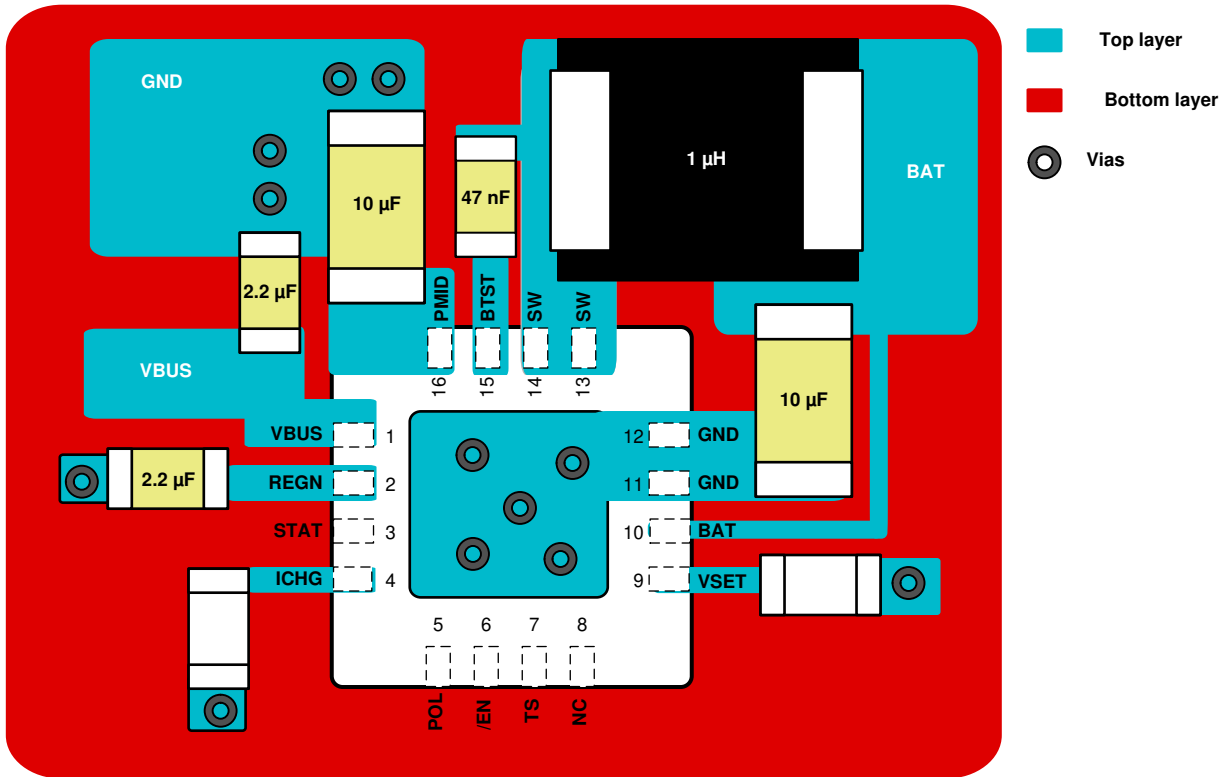 GND
Top layer
Bottom layer
Vias
1 µH
BAT
10 µF
47 nF
2.2 µF
PMID
BTST
SW
SW
VBUS
16
15
14
13
10 µF
VBUS
1
12
GND
2.2 µF
REGN
2
11
GND
STAT
3
10
BAT
ICHG
4
9
VSET
5
6
7
8
POL
/EN
TS
NC